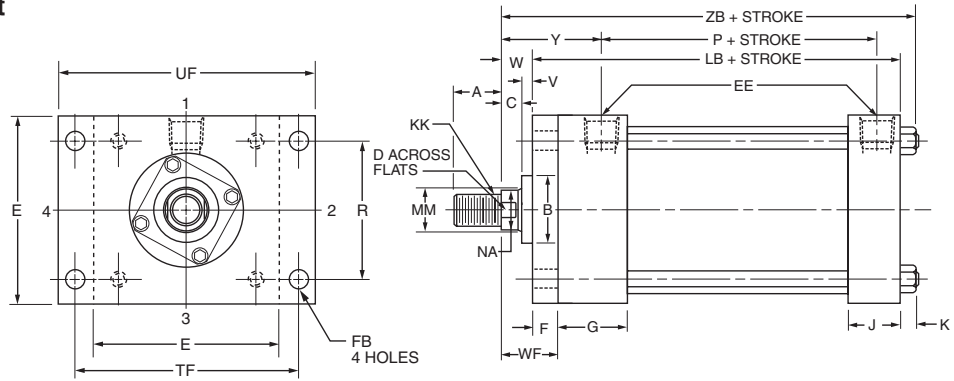 t
ZB + STROKE
Y
P + STROKE
W
LB + STROKE
UF
V
A
C
EE
1
KK
D ACROSS
FLATS
E
4
2
R
MM
B
NA
3
FB
4 HOLES
E
TF
F
G
J
K
WF